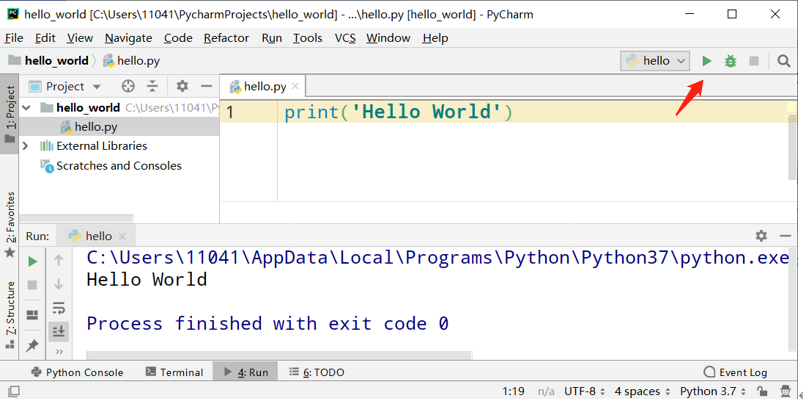 hello_world [C:\Users\11041\PycharmProjects\hello_world] - ...\hello.py [hello_world] - PyCharm
File Edit View Navigate Code Refactor Run Tools VCS Window Help
hello_world hello.py hello
1: Project
Project
hello.py
hello_world C:\Users\11041\P
hello.py
External Libraries
Scratches and Consoles
1 print('Hello World')
2: Favorites
Z: Structure
Run: hello
C:\Users\11041\AppData\Local\Programs\Python\Python37\python.exe
Hello World
Process finished with exit code 0
Python Console Terminal 4: Run 6: TODO Event Log
1:19 n/a UTF-8 4 spaces Python 3.7